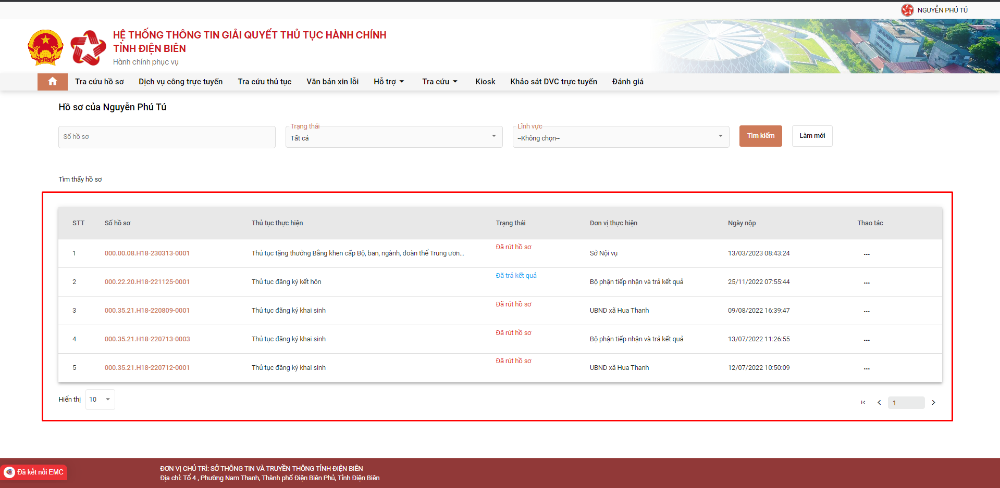 NGUYỄN PHÚ TÚ
HỆ THỐNG THÔNG TIN GIẢI QUYẾT THỦ TỤC HÀNH CHÍNH
TỈNH ĐIỆN BIÊN
Hành chính phục vụ
Tra cứu hồ sơ Dịch vụ công trực tuyến Tra cứu thủ tục Văn bản xin lỗi Hỗ trợ Tra cứu Kiosk Khảo sát DVC trực tuyến Đánh giá
Hồ sơ của Nguyễn Phú Tú
Trạng thái Lĩnh vực
Số hồ sơ Tất cả --Không chọn-- Tìm kiếm Làm mới
Tìm thấy hồ sơ
STT Số hồ sơ Thủ tục thực hiện Trạng thái Đơn vị thực hiện Ngày nộp Thao tác
1 000.00.08.H18-230313-0001 Thủ tục tặng thưởng Bằng khen cấp Bộ, ban, ngành, đoàn thể Trung ươn... Đã rút hồ sơ Sở Nội vụ 13/03/2023 08:43:24 ...
2 000.22.20.H18-221125-0001 Thủ tục đăng ký kết hôn Đã trả kết quả Bộ phận tiếp nhận và trả kết quả 25/11/2022 07:55:44 ...
3 000.35.21.H18-220809-0001 Thủ tục đăng ký khai sinh Đã rút hồ sơ UBND xã Hua Thanh 09/08/2022 16:39:47 ...
4 000.35.21.H18-220713-0003 Thủ tục đăng ký khai sinh Đã rút hồ sơ Bộ phận tiếp nhận và trả kết quả 13/07/2022 11:26:55 ...
5 000.35.21.H18-220712-0001 Thủ tục đăng ký khai sinh Đã rút hồ sơ UBND xã Hua Thanh 12/07/2022 10:50:09 ...
Hiển thị 10 1
Đã kết nối EMC
ĐƠN VỊ CHỦ TRÌ: SỞ THÔNG TIN VÀ TRUYỀN THÔNG TỈNH ĐIỆN BIÊN
Địa chỉ: Tổ 4 , Phường Nam Thanh, Thành phố Điện Biên Phủ, Tỉnh Điện Biên